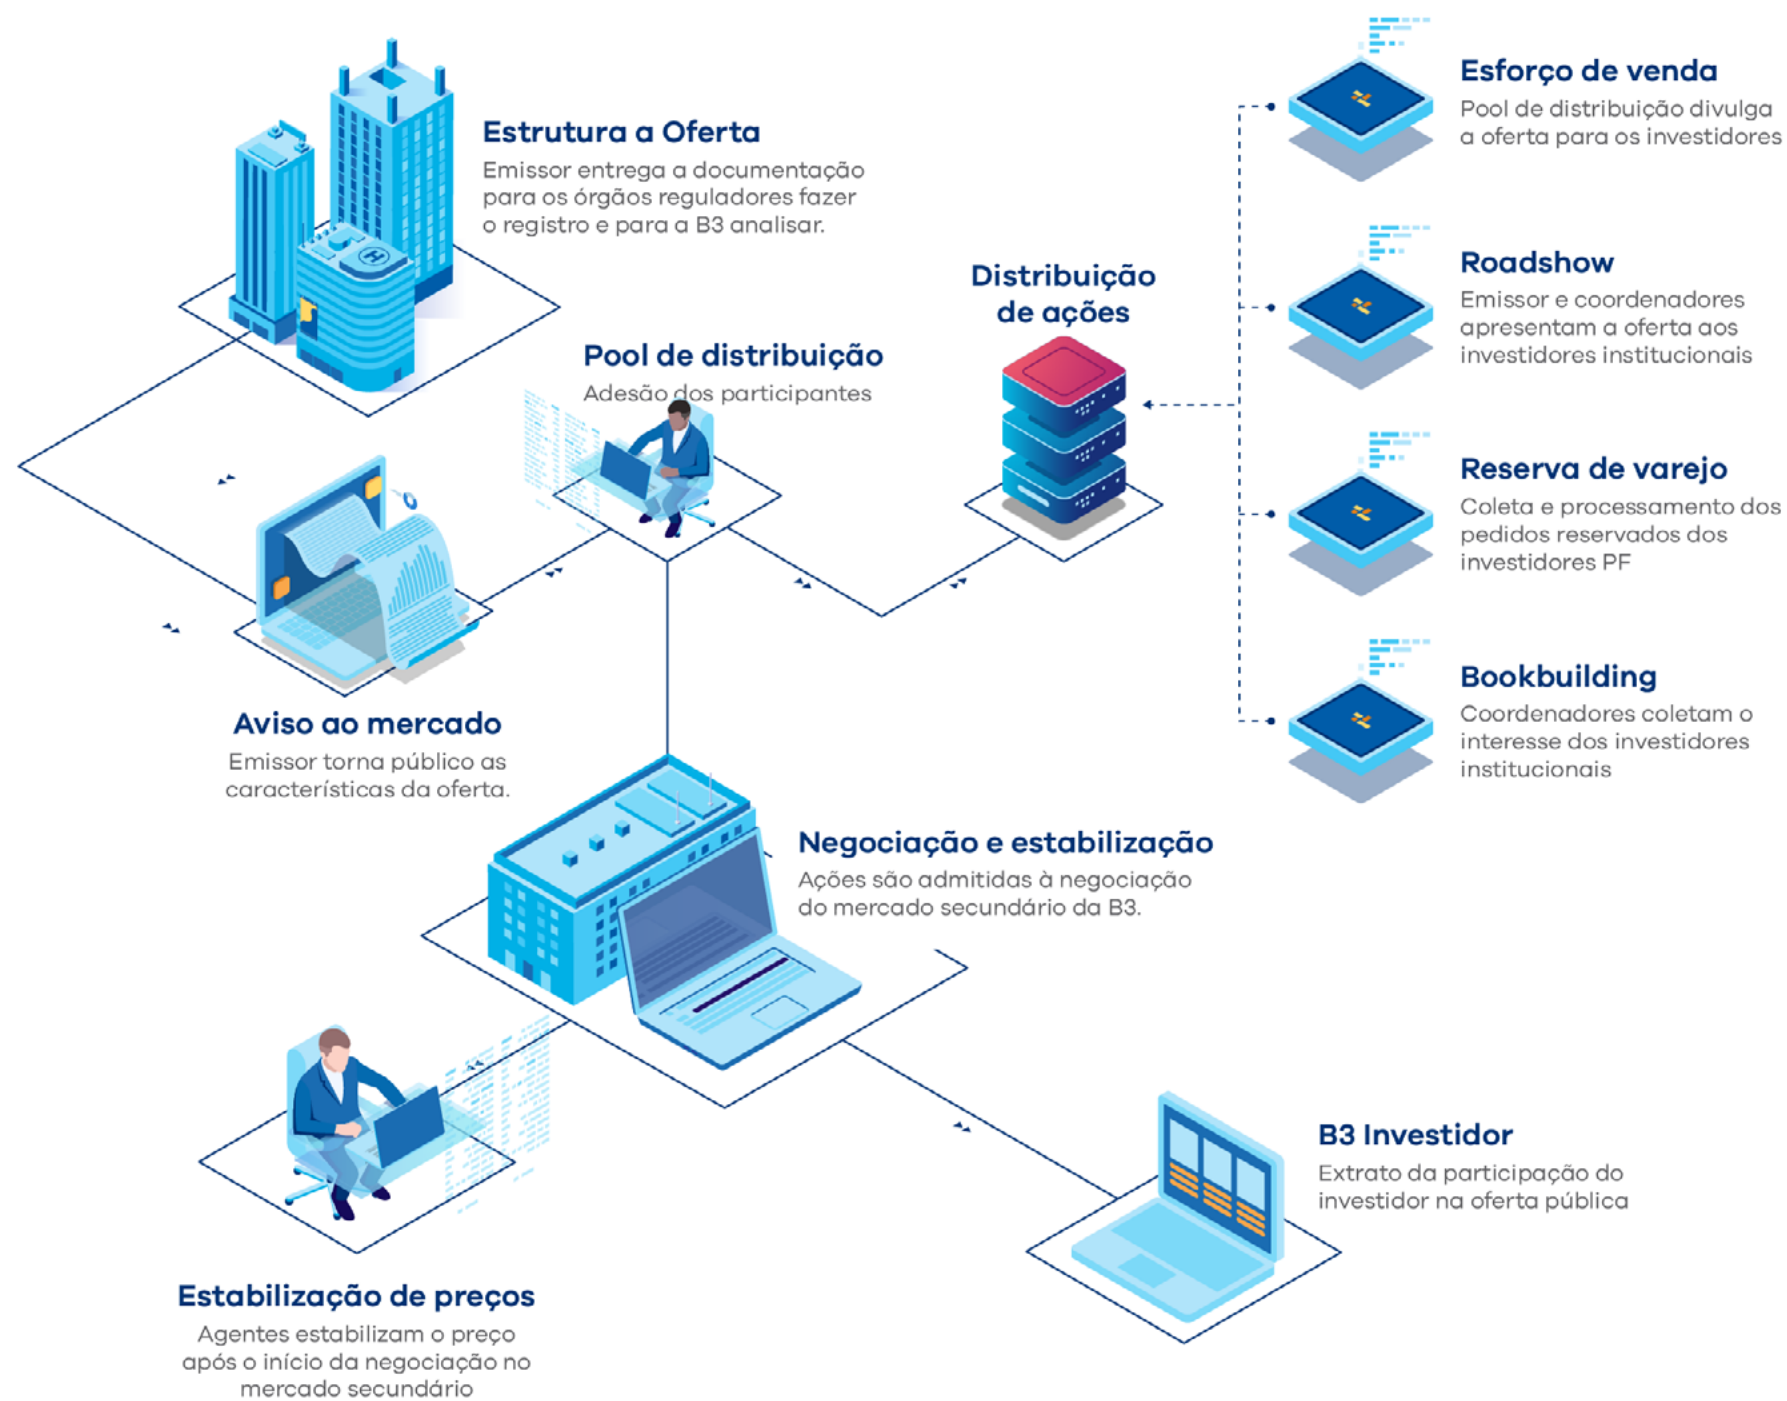 Estrutura a Oferta
Emissor entrega a documentação
para os órgãos reguladores fazer
o registro e para a B3 analisar.
Pool de distribuição
Adesão dos participantes
Distribuição
de ações
Esforço de venda
Pool de distribuição divulga
a oferta para os investidores
Roadshow
Emissor e coordenadores
apresentam a oferta aos
investidores institucionais
Reserva de varejo
Coleta e processamento dos
pedidos reservados dos
investidores PF
Bookbuilding
Coordenadores coletam o
interesse dos investidores
institucionais
Aviso ao mercado
Emissor torna público as
características da oferta.
Negociação e estabilização
Ações são admitidas à negociação
do mercado secundário da B3.
B3 Investidor
Extrato da participação do
investidor na oferta pública
Estabilização de preços
Agentes estabilizam o preço
após o início da negociação no
mercado secundário
H